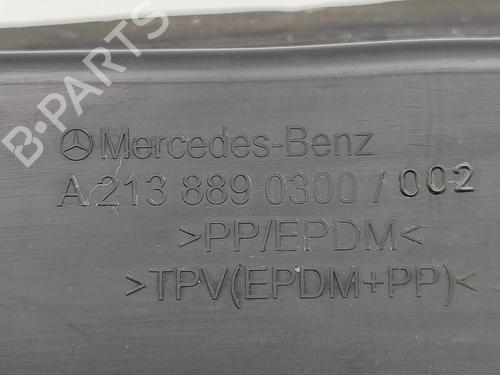 B-PARTS
Mercedes-Benz
A 213 889 0300 / 002
>PP/EPDM<
>TPV(EPDM+PP)<